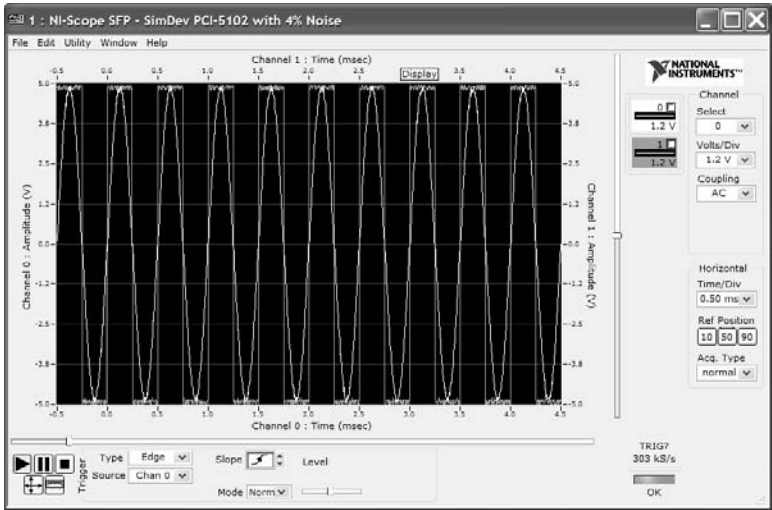 1 : NI-Scope SFP - SimDev PCI-5102 with 4% Noise
File Edit Utility Window Help
Channel 1 : Time (msec)
-0.5 0.0 0.5 1.0 1.5 2.0 Display 3.5 4.0 4.5
5.0
3.8
2.5
1.3
0.0
-1.3
-2.5
-3.8
-5.0
Channel 0 : Amplitude (V)
-5.0
-3.8
-2.5
-1.3
-0.0
-1.3
-2.5
-3.8
-5.0
Channel 1 : Amplitude (V)
-0.5 0.0 0.5 1.0 1.5 2.0 2.5 3.0 3.5 4.0 4.5
Channel 0 : Time (msec)
NATIONAL
INSTRUMENTS™
0
1.2 V
1
1.2 V
Channel
Select
0
Volts/Div
1.2 V
Coupling
AC
Horizontal
Time/Div
0.50 ms
Ref Position
10 50 90
Acq. Type
normal
Trigger
Type Edge
Source Chan 0
Slope
Level
Mode Norm
TRIG?
303 kS/s
OK